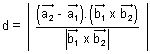 d = | ((a₂⃗ - a₁⃗) . (b₁⃗ x b₂⃗)) / |b₁⃗ x b₂⃗| |